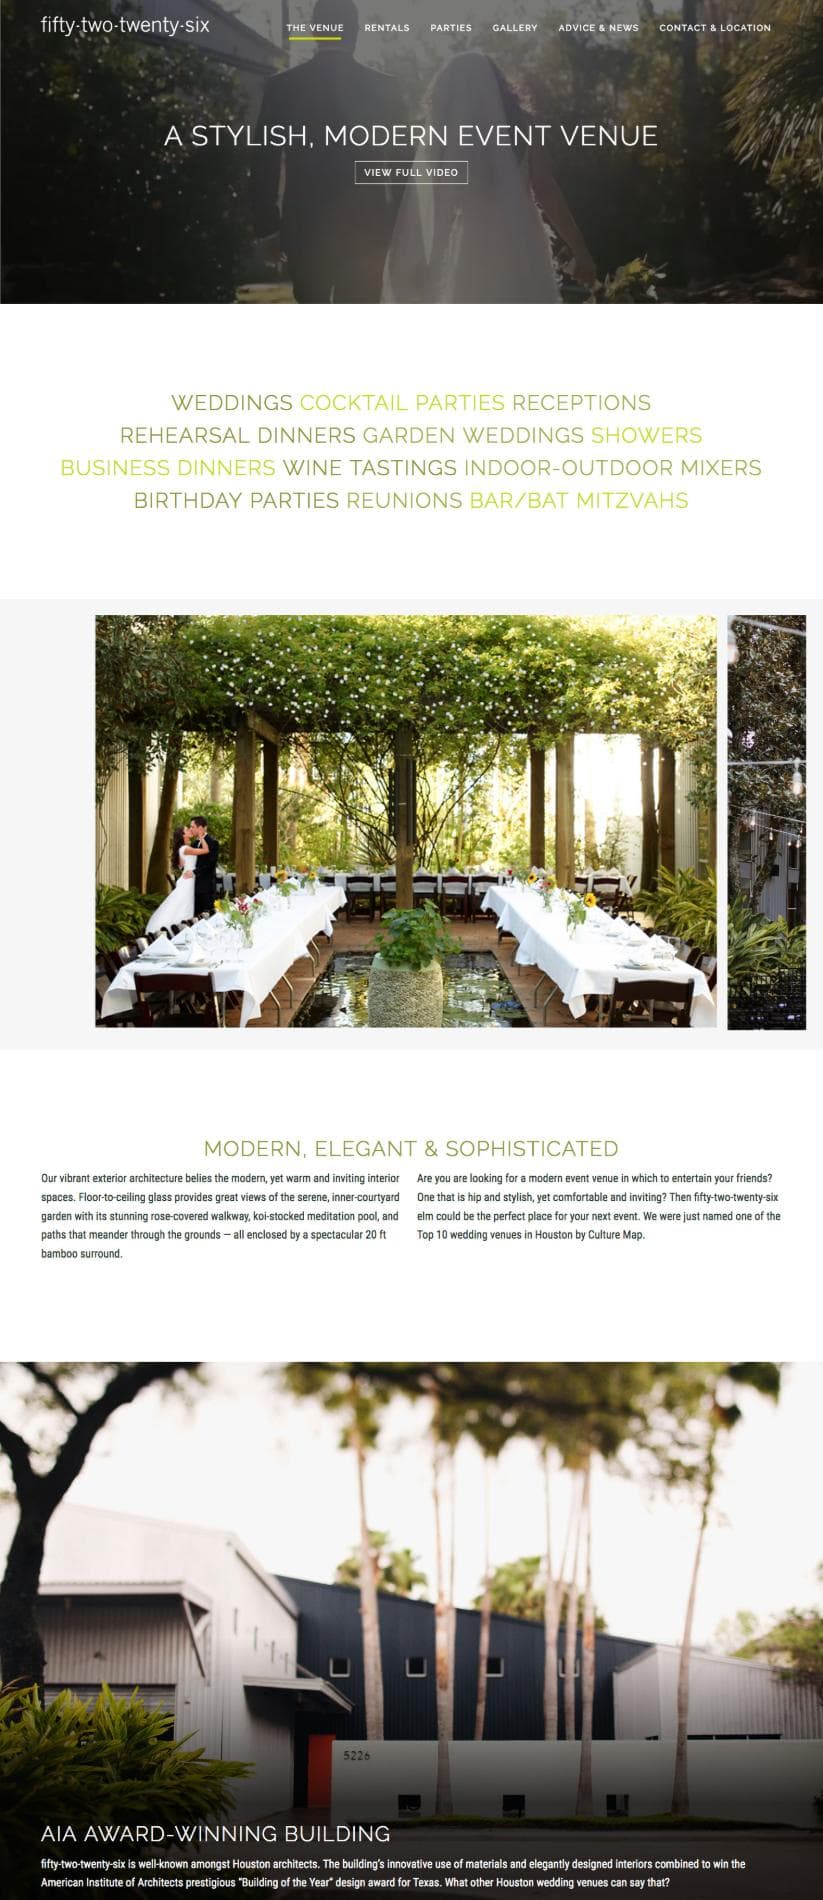 fifty-two-twenty-six
THE VENUE RENTALS PARTIES GALLERY ADVICE & NEWS CONTACT & LOCATION
A STYLISH, MODERN EVENT VENUE
VIEW FULL VIDEO
WEDDINGS COCKTAIL PARTIES RECEPTIONS
REHEARSAL DINNERS GARDEN WEDDINGS SHOWERS
BUSINESS DINNERS WINE TASTINGS INDOOR-OUTDOOR MIXERS
BIRTHDAY PARTIES REUNIONS BAR/BAT MITZVAHS
MODERN, ELEGANT & SOPHISTICATED
Our vibrant exterior architecture belies the modern, yet warm and inviting interior
spaces. Floor-to-ceiling glass provides great views of the serene, inner-courtyard
garden with its stunning rose-covered walkway, koi-stocked meditation pool, and
paths that meander through the grounds — all enclosed by a spectacular 20 ft
bamboo surround.
Are you are looking for a modern event venue in which to entertain your friends?
One that is hip and stylish, yet comfortable and inviting? Then fifty-two-twenty-six
elm could be the perfect place for your next event. We were just named one of the
Top 10 wedding venues in Houston by Culture Map.
5226
AIA AWARD-WINNING BUILDING
fifty-two-twenty-six is well-known amongst Houston architects. The building's innovative use of materials and elegantly designed interiors combined to win the
American Institute of Architects prestigious “Building of the Year” design award for Texas. What other Houston wedding venues can say that?